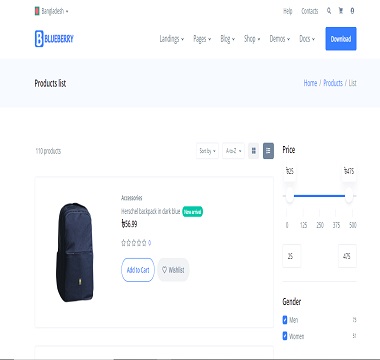 Bangladesh
Help Contacts
BLUEBERRY
Landings Pages Blog Shop Demos Docs Download
Products list
Home / Products / List
110 products
Sort by A to Z
Price
৳25 ৳475
0 125 250 375 500
25 475
Accessories
Herschel backpack in dark blue New arrival
৳56.99
0
Add to Cart Wishlist
Gender
Men
Women